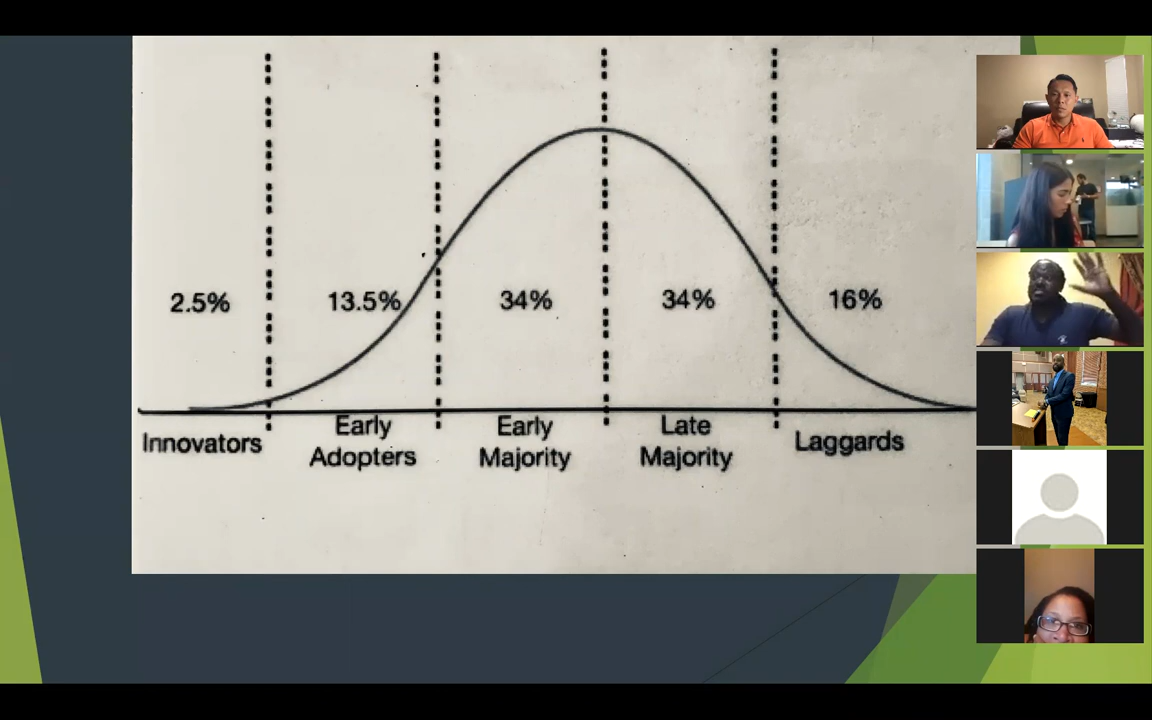 2.5%
13.5%
34%
34%
16%
Innovators
Early
Adopters
Early
Majority
Late
Majority
Laggards